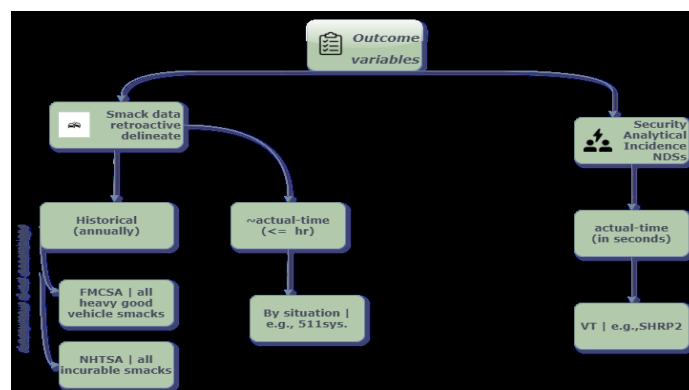 Outcome
variables
Smack data
retroactive
delineate
Security
Analytical
Incidence
NDSs
Historical
(annually)
~actual-time
(<= hr)
actual-time
(in seconds)
FMCSA | all
heavy good
vehicle smacks
By situation |
e.g., 511sys.
VT | e.g.,SHRP2
NHTSA | all
incurable smacks